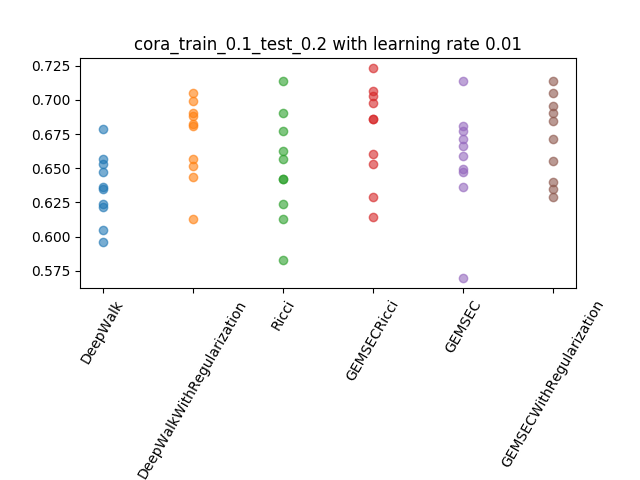 cora_train_0.1_test_0.2 with learning rate 0.01
0.725
0.700
0.675
0.650
0.625
0.600
0.575
DeepWalk
DeepWalkWithRegularization
Ricci
GEMSECRicci
GEMSEC
GEMSECWithRegularization